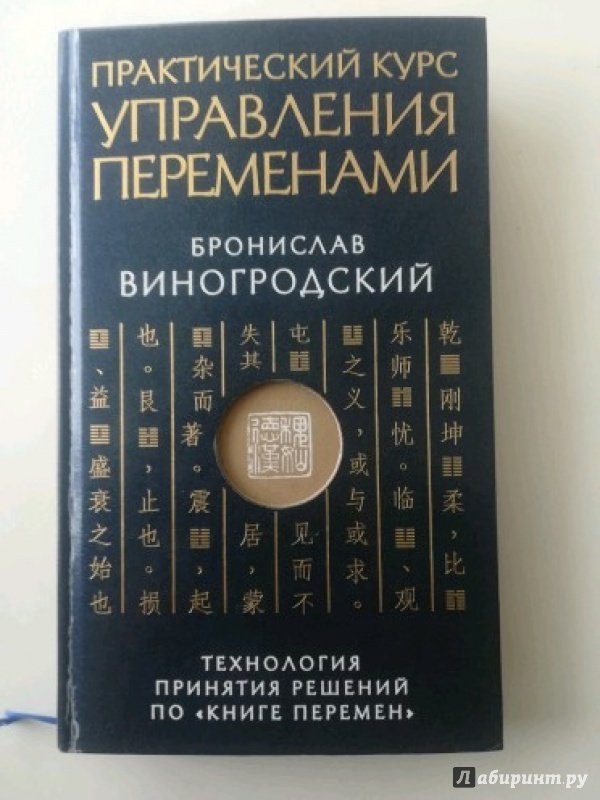 ПРАКТИЧЕСКИЙ КУРС
УПРАВЛЕНИЯ
ПЕРЕМЕНАМИ
БРОНИСЛАВ
ВИНОГРОДСКИЙ
乾䷀刚坤䷁柔，比䷇
乐师䷆忧。临䷒、观
䷓之义，或与或求。
屯䷂见而不
失其居，蒙
䷃杂而著。震䷲，起
也。艮䷳，止也。损
䷨、益䷩盛衰之始也
ТЕХНОЛОГИЯ
ПРИНЯТИЯ РЕШЕНИЙ
ПО «КНИГЕ ПЕРЕМЕН»
Лабиринт.ру